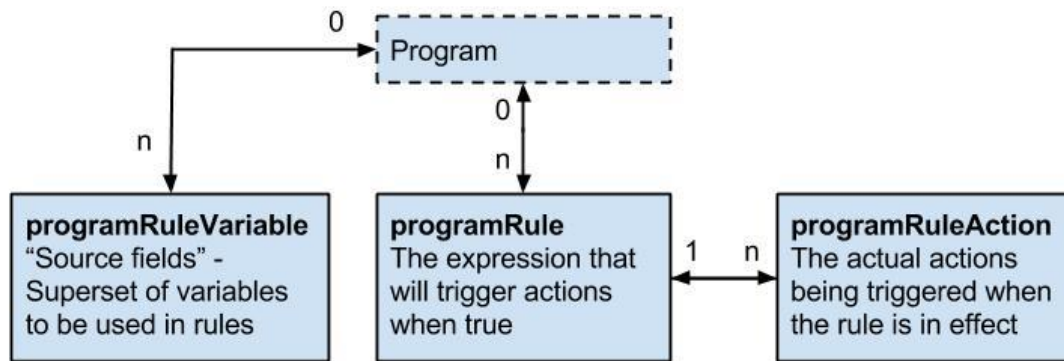 0
Program
n
0
n
programRuleVariable
“Source fields” -
Superset of variables
to be used in rules
programRule
The expression that
will trigger actions
when true
1
n
programRuleAction
The actual actions
being triggered when
the rule is in effect